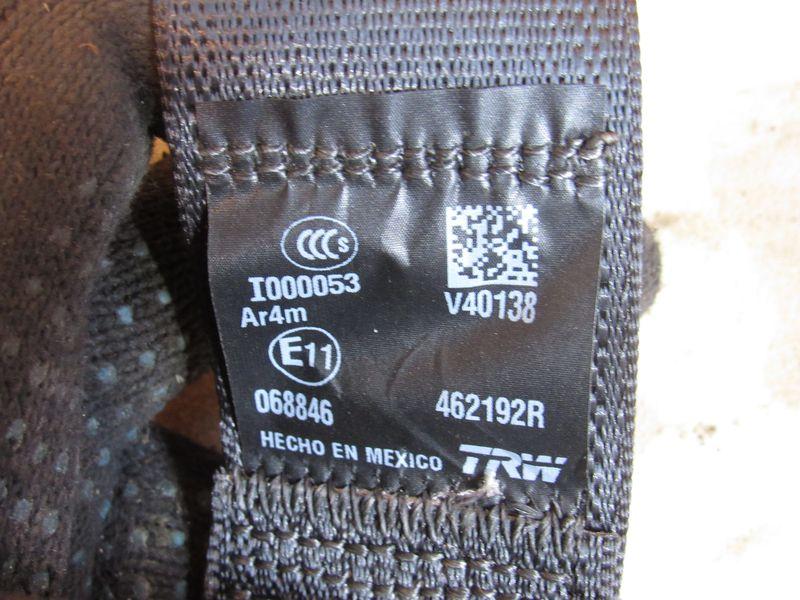 CCC S
I000053
V40138
Ar4m
E11
068846
462192R
HECHO EN MEXICO
TRW